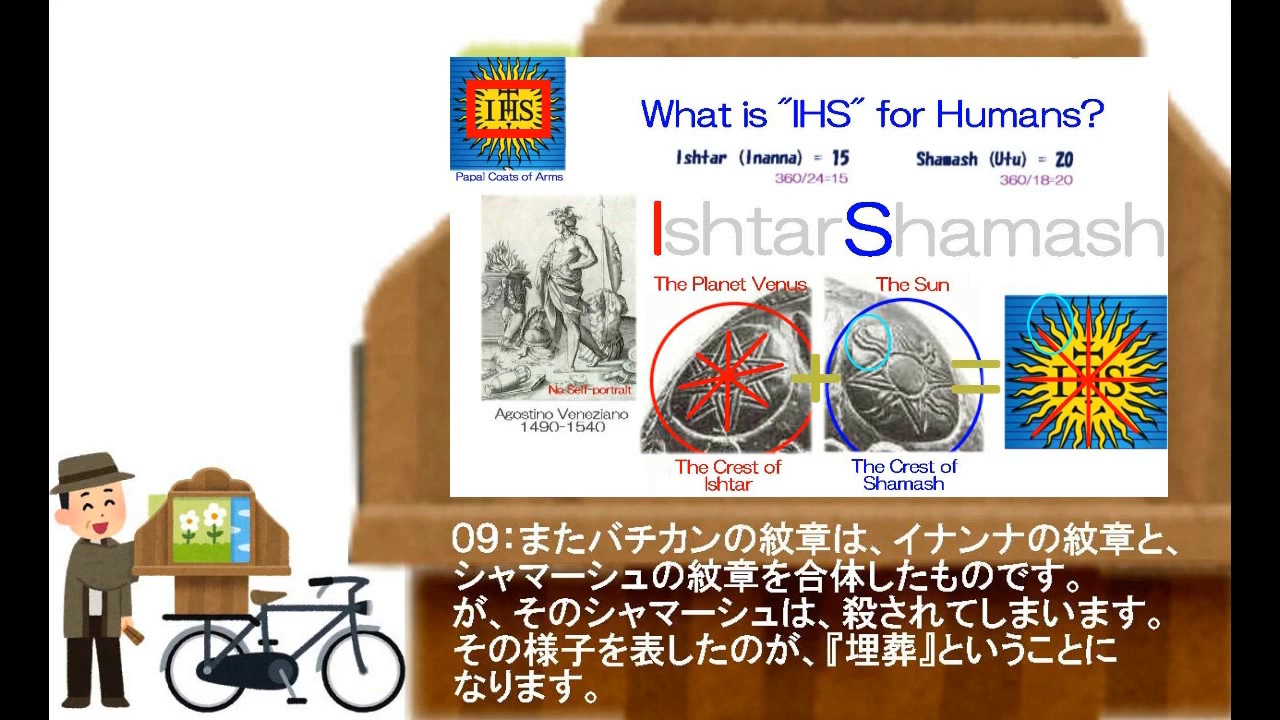 IHS
Papal Coats of Arms
What is "IHS" for Humans?
Ishtar (Inanna) = 15
360/24=15
Shamash (Utu) = 20
360/18=20
IshtarShamash
The Planet Venus
The Sun
No Self-portrait
Agostino Veneziano
1490-1540
+
=
IHS
The Crest of
Ishtar
The Crest of
Shamash
09:またバチカンの紋章は、イナンナの紋章と、
シャマーシュの紋章を合体したものです。
が、そのシャマーシュは、殺されてしまいます。
その様子を表したのが、『埋葬』ということに
なります。